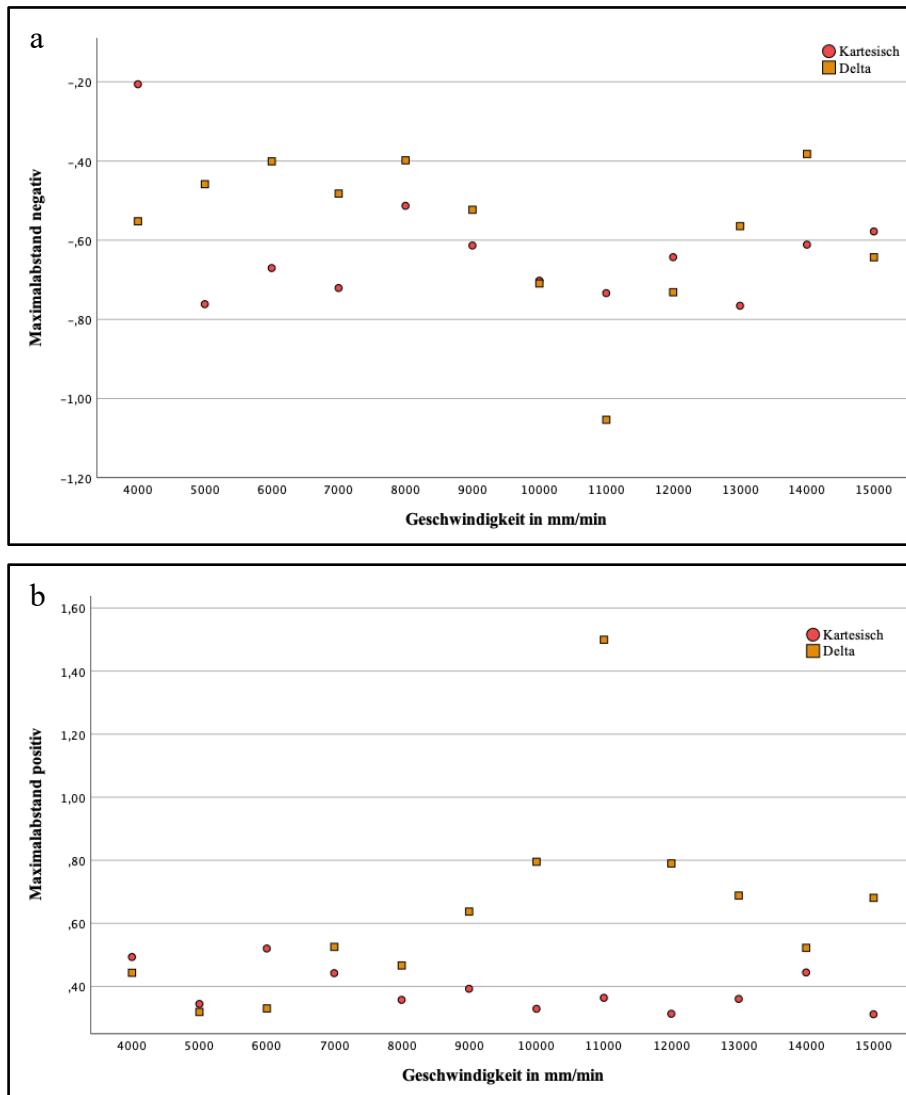 a
Kartesisch
Delta
-,20
-,40
-,60
-,80
-1,00
-1,20
Maximalabstand negativ
4000 5000 6000 7000 8000 9000 10000 11000 12000 13000 14000 15000
Geschwindigkeit in mm/min
b
Kartesisch
Delta
1,60
1,40
1,20
1,00
,80
,60
,40
Maximalabstand positiv
4000 5000 6000 7000 8000 9000 10000 11000 12000 13000 14000 15000
Geschwindigkeit in mm/min